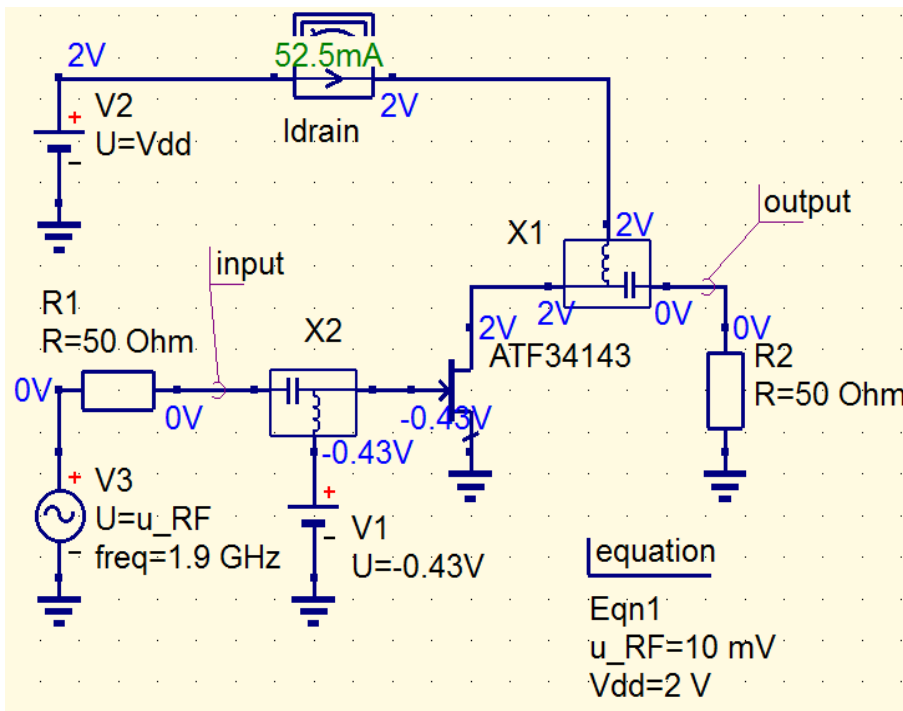 2V
52.5mA
2V
V2
U=Vdd
Idrain
output
2V
X1
input
R1
R=50 Ohm
X2
2V
2V
0V
0V
ATF34143
R2
R=50 Ohm
0V
0V
-0.43V
-0.43V
V3
U=u_RF
freq=1.9 GHz
V1
U=-0.43V
equation
Eqn1
u_RF=10 mV
Vdd=2 V